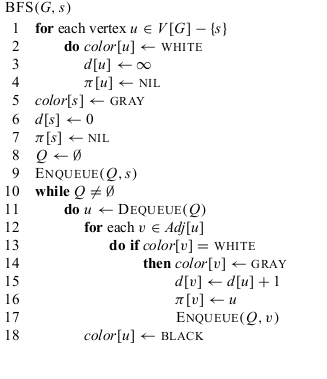 BFS(G, s)
1 for each vertex u ∈ V[G] − {s}
2 do color[u] ← WHITE
3 d[u] ← ∞
4 π[u] ← NIL
5 color[s] ← GRAY
6 d[s] ← 0
7 π[s] ← NIL
8 Q ← ∅
9 ENQUEUE(Q, s)
10 while Q ≠ ∅
11 do u ← DEQUEUE(Q)
12 for each v ∈ Adj[u]
13 do if color[v] = WHITE
14 then color[v] ← GRAY
15 d[v] ← d[u] + 1
16 π[v] ← u
17 ENQUEUE(Q, v)
18 color[u] ← BLACK